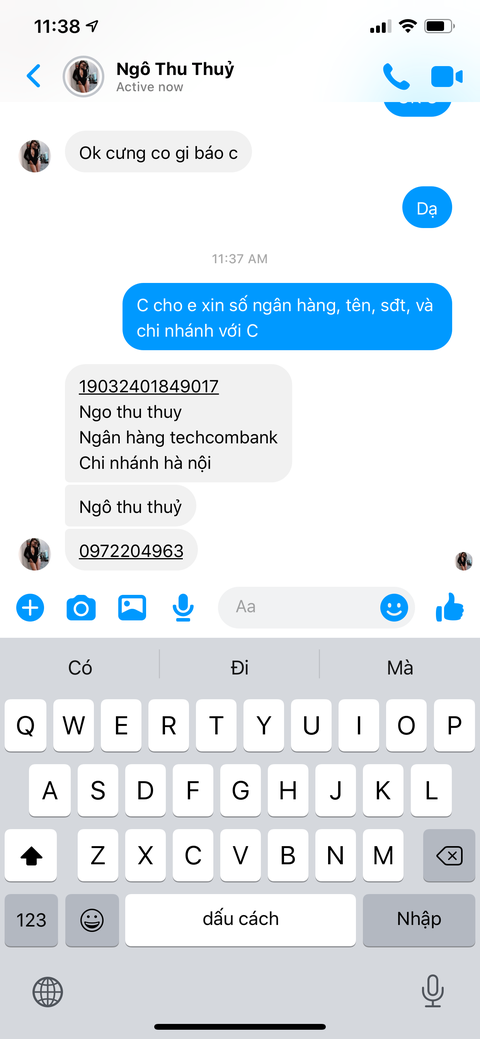 11:38
Ngô Thu Thuỷ
Active now
Ok cưng co gi báo c
Dạ
11:37 AM
C cho e xin số ngân hàng, tên, sđt, và
chi nhánh với C
19032401849017
Ngo thu thuy
Ngân hàng techcombank
Chi nhánh hà nội
Ngô thu thuỷ
0972204963
Aa
Có Đi Mà
Q W E R T Y U I O P
A S D F G H J K L
Z X C V B N M
123 dấu cách Nhập